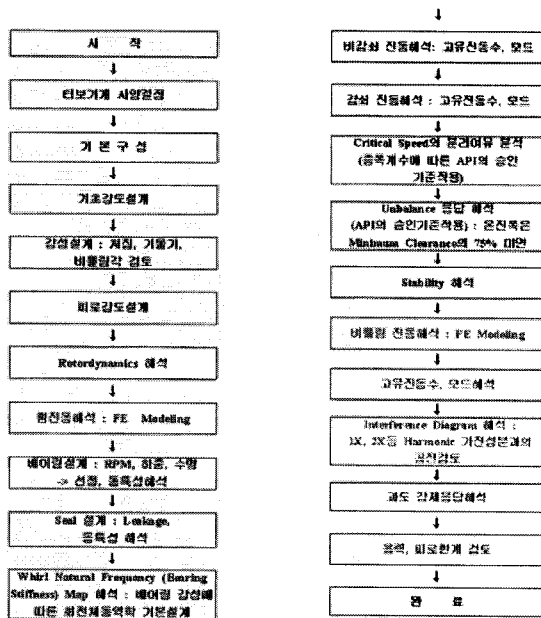 시 작
터보기계 사양결정
기 본 구 성
기초강도설계
강성설계 : 처짐, 기울기,
비틀림각 검토
피로강도설계
Rotordynamics 해석
횡진동해석 : FE Modeling
베어링설계 : RPM, 하중, 수명
-> 선정, 동특성해석
Seal 설계 : Leakage,
동특성 해석
Whirl Natural Frequency (Bearing
Stiffness) Map 해석 : 베어링 강성에
따른 회전체동역학 기본설계
비감쇠 진동해석: 고유진동수, 모드
감쇠 진동해석 : 고유진동수, 모드
Critical Speed의 분리여유 분석
(증폭계수에 따른 API의 승인
기준적용)
Unbalance 응답 해석
(API의 승인기준적용) : 운전폭은
Minimum Clearance의 75% 미만
Stability 해석
비틀림 진동해석 : FE Modeling
고유진동수, 모드해석
Interference Diagram 해석 :
1X, 2X등 Harmonic 가진성분과의
공진검토
과도 강제응답해석
응력, 피로한계 검토
완 료